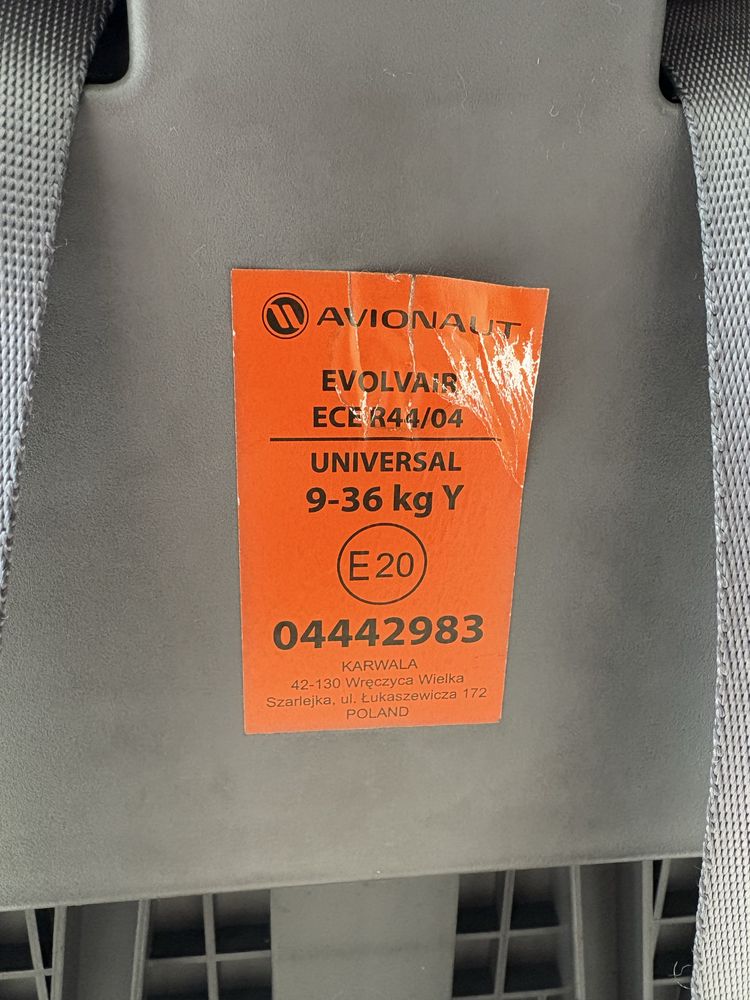 AVIONAUT
EVOLVAIR
ECE R44/04
UNIVERSAL
9-36 kg Y
E 20
04442983
KARWALA
42-130 Wręczyca Wielka
Szarlejka, ul. Łukaszewicza 172
POLAND